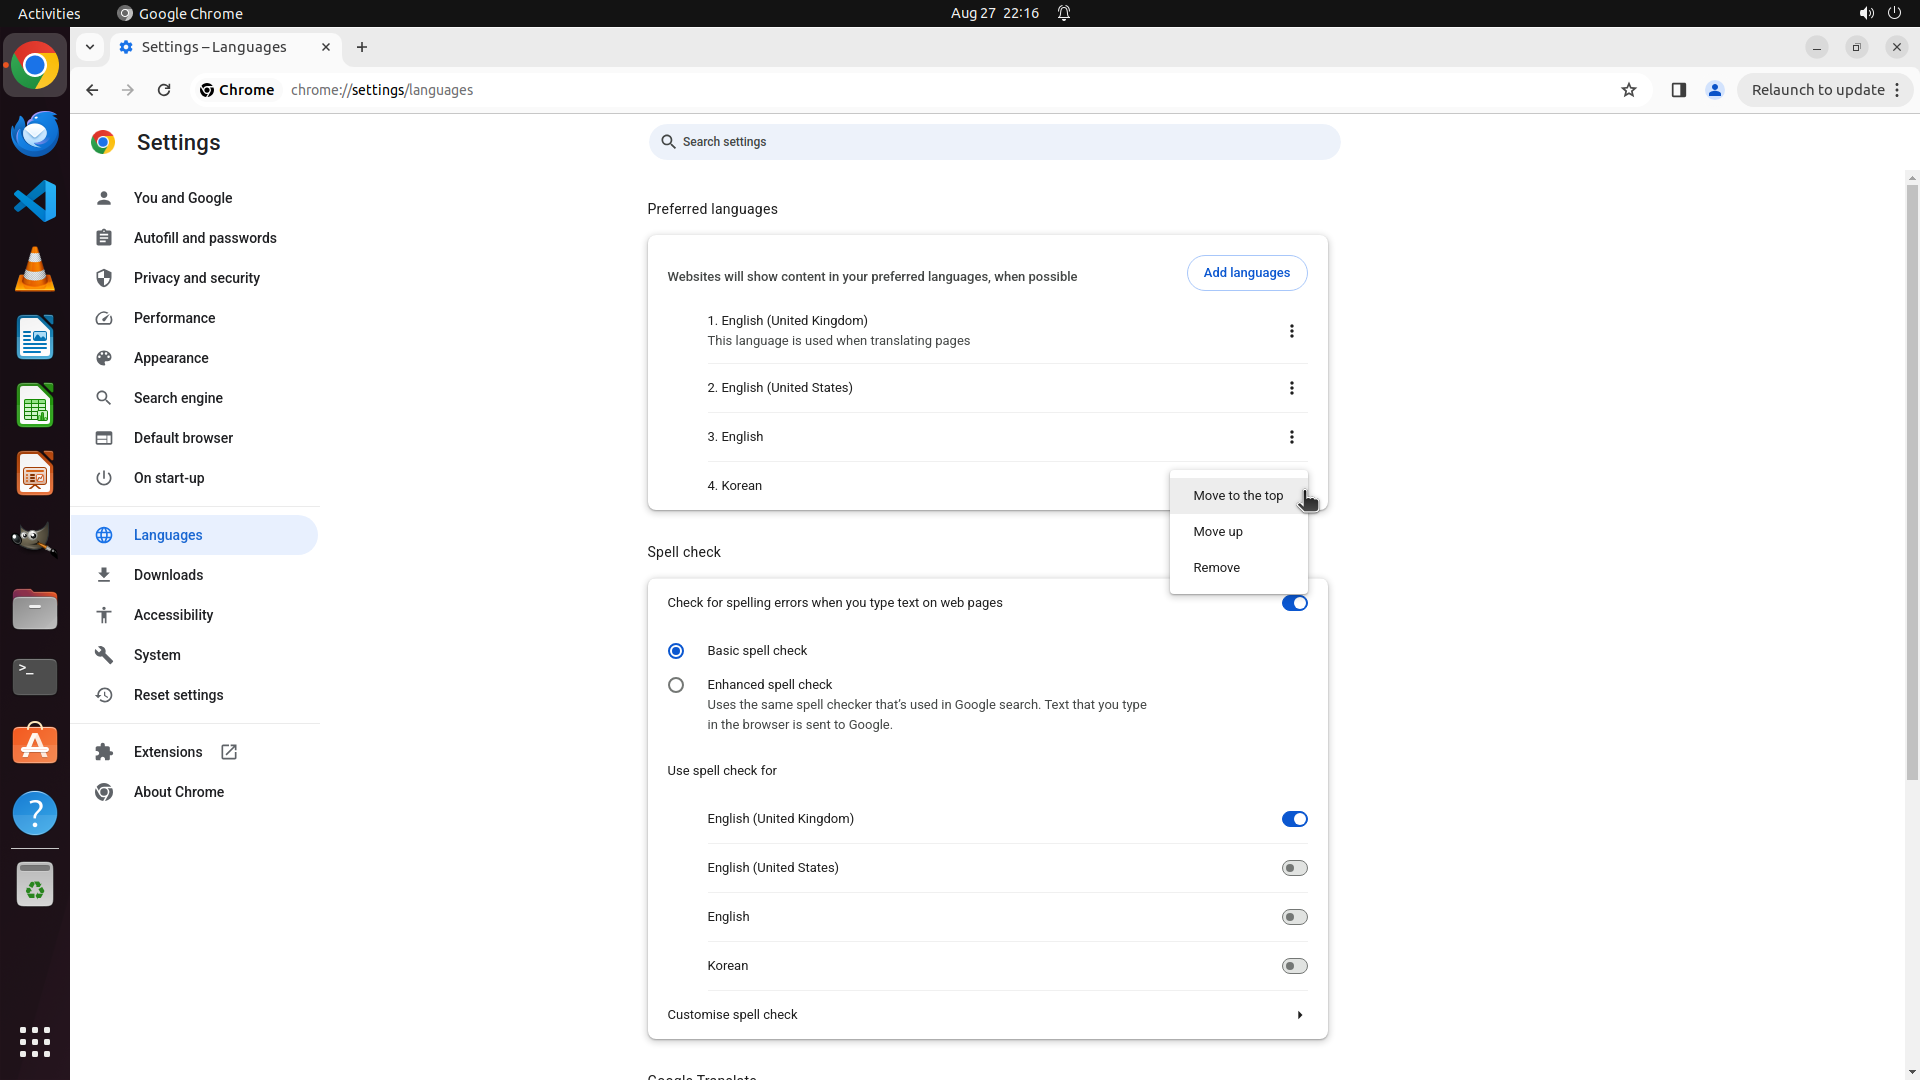 Activities
Google Chrome
Aug 27 22:16
Settings – Languages
Chrome
chrome://settings/languages
Relaunch to update
Settings
Search settings
You and Google
Autofill and passwords
Privacy and security
Performance
Appearance
Search engine
Default browser
On start-up
Languages
Downloads
Accessibility
System
Reset settings
Extensions
About Chrome
Preferred languages
Websites will show content in your preferred languages, when possible
Add languages
1. English (United Kingdom)
This language is used when translating pages
2. English (United States)
3. English
4. Korean
Move to the top
Move up
Remove
Spell check
Check for spelling errors when you type text on web pages
Basic spell check
Enhanced spell check
Uses the same spell checker that's used in Google search. Text that you type
in the browser is sent to Google.
Use spell check for
English (United Kingdom)
English (United States)
English
Korean
Customise spell check
Google Translate